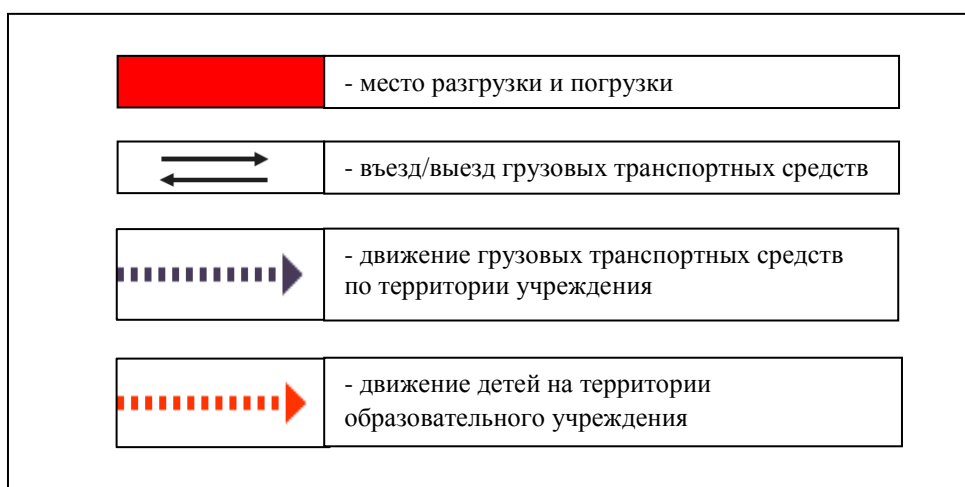 - место разгрузки и погрузки
- въезд/выезд грузовых транспортных средств
- движение грузовых транспортных средств
по территории учреждения
- движение детей на территории
образовательного учреждения